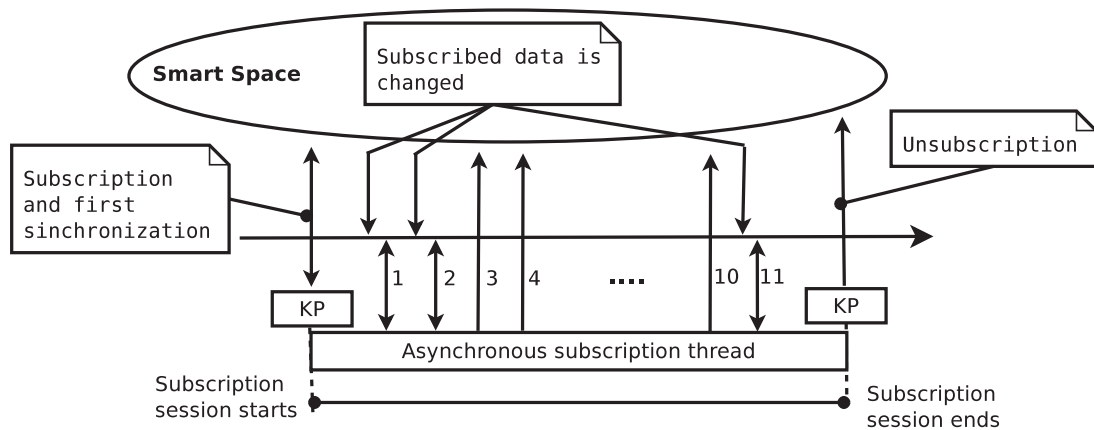 Subscribed data is
changed
Smart Space
Unsubscription
Subscription
and first
sinchronization
1
2
3
4
....
10
11
KP
KP
Asynchronous subscription thread
Subscription
session starts
Subscription
session ends